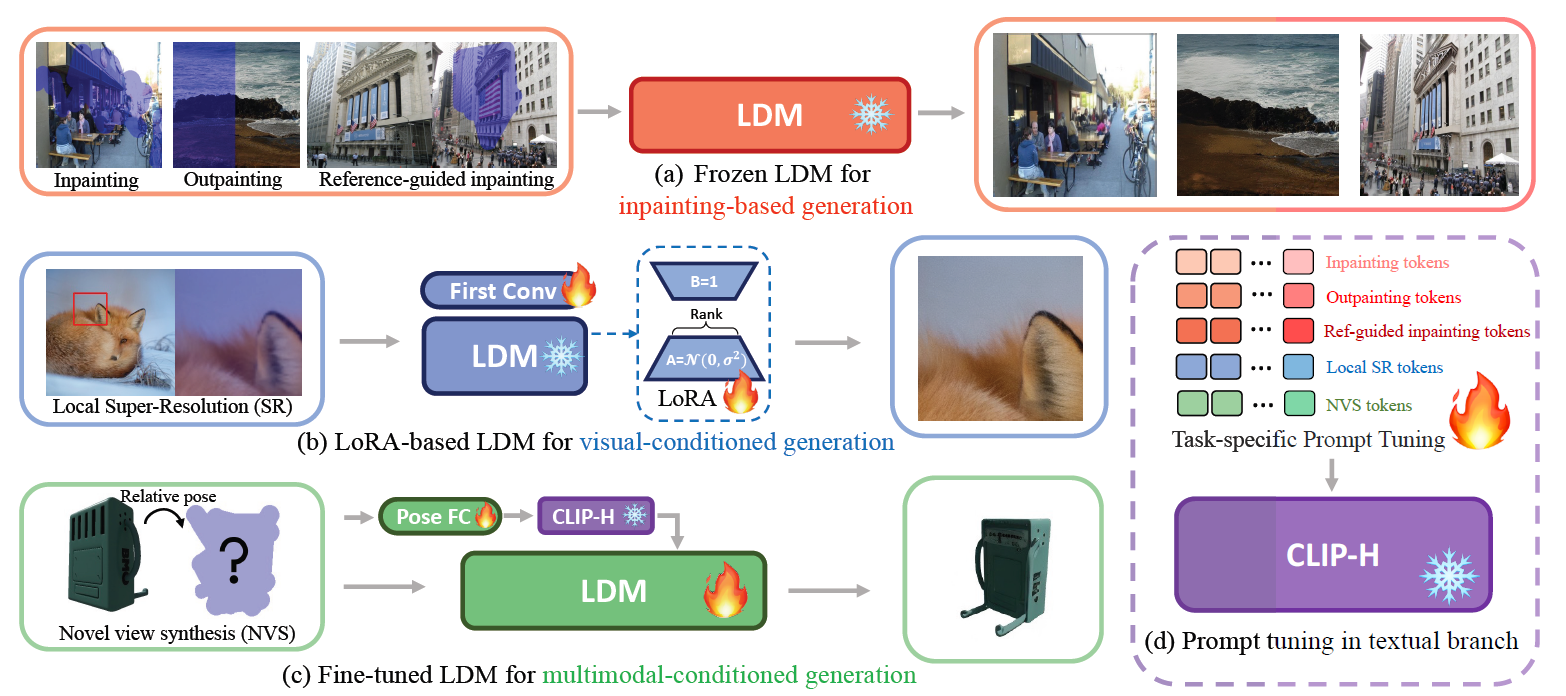 Inpainting
Outpainting
Reference-guided inpainting
LDM
(a) Frozen LDM for
inpainting-based generation
Local Super-Resolution (SR)
First Conv
LDM
B=1
Rank
A=𝒩(0, σ²)
LoRA
(b) LoRA-based LDM for visual-conditioned generation
Relative pose
BMO
?
Novel view synthesis (NVS)
Pose FC
CLIP-H
LDM
(c) Fine-tuned LDM for multimodal-conditioned generation
Inpainting tokens
Outpainting tokens
Ref-guided inpainting tokens
Local SR tokens
NVS tokens
Task-specific Prompt Tuning
CLIP-H
(d) Prompt tuning in textual branch